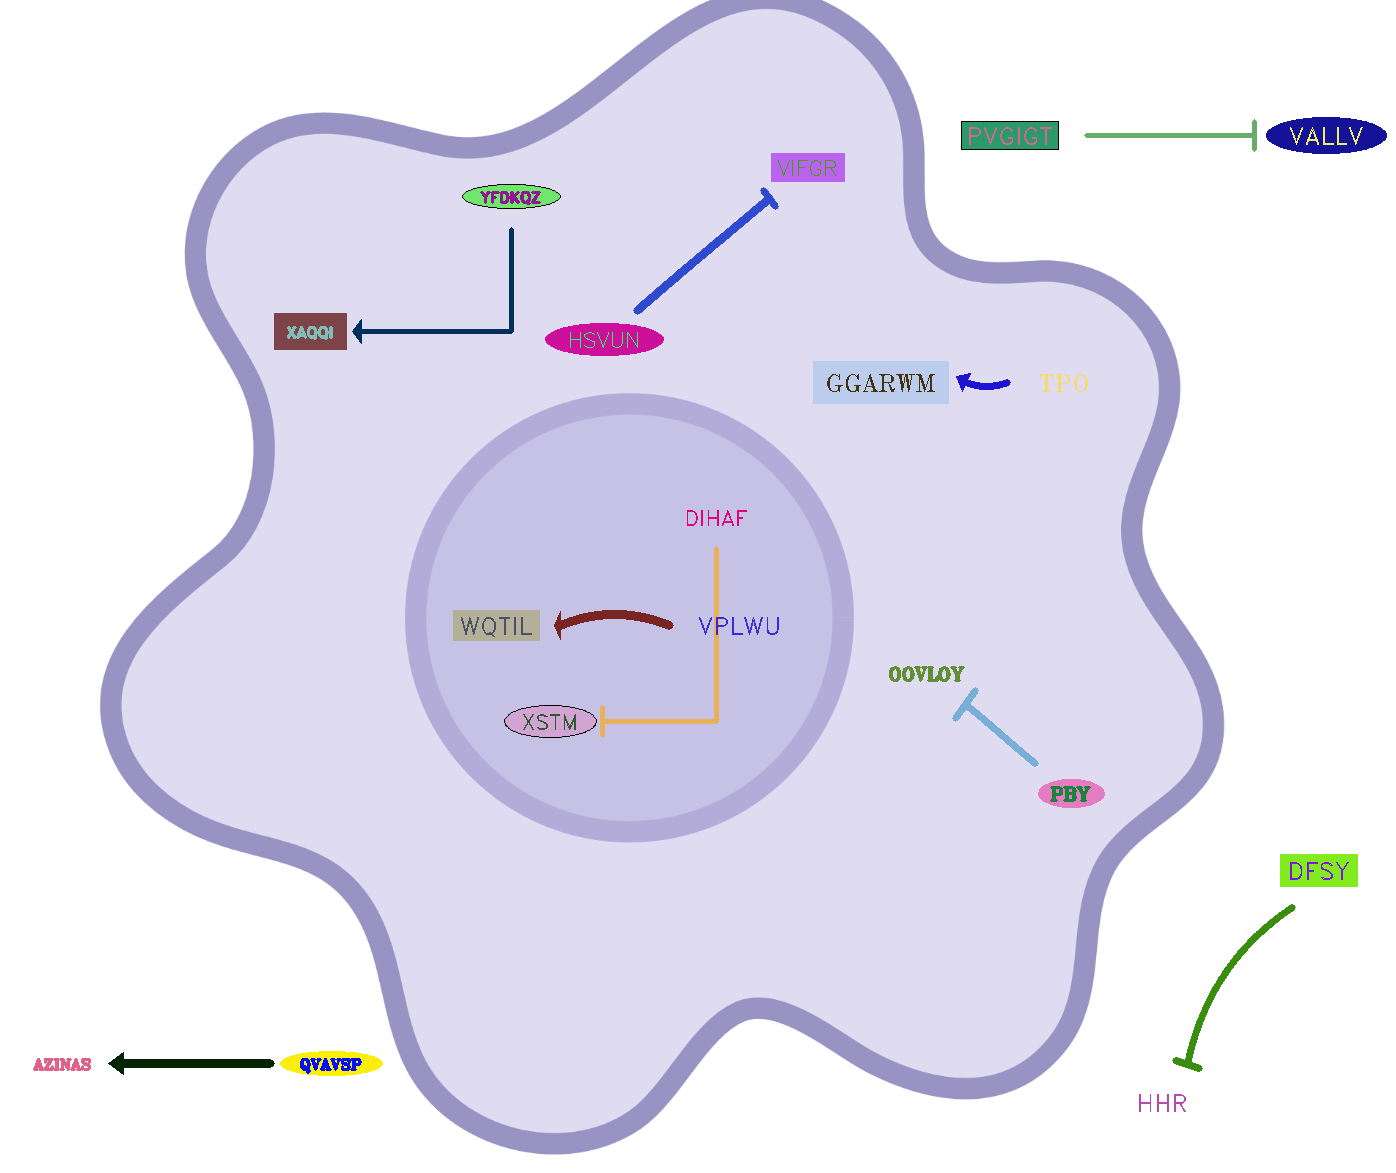 PVGIGT
VALLV
VIFGR
YFDKQZ
XAQQI
HSVUN
GGARWM
TPO
DIHAF
WQTIL
VPLWU
OOVLOY
XSTM
PBY
DFSY
AZINAS
QVAVSP
HHR